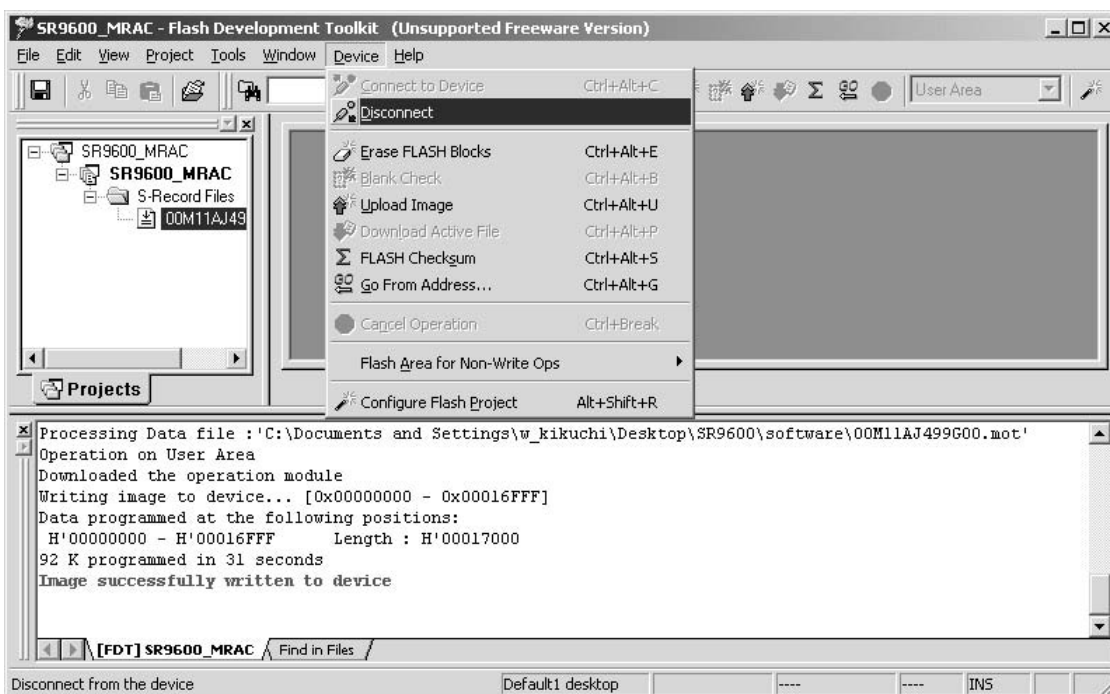 SR9600_MRAC - Flash Development Toolkit (Unsupported Freeware Version)
File Edit View Project Tools Window Device Help
User Area
Connect to Device Ctrl+Alt+C
Disconnect
Erase FLASH Blocks Ctrl+Alt+E
Blank Check Ctrl+Alt+B
Upload Image Ctrl+Alt+U
Download Active File Ctrl+Alt+P
FLASH Checksum Ctrl+Alt+S
Go From Address... Ctrl+Alt+G
Cancel Operation Ctrl+Break
Flash Area for Non-Write Ops
Configure Flash Project Alt+Shift+R
SR9600_MRAC
SR9600_MRAC
S-Record Files
00M11AJ49
Projects
Processing Data file :'C:\Documents and Settings\w_kikuchi\Desktop\SR9600\software\00M11AJ499G00.mot'
Operation on User Area
Downloaded the operation module
Writing image to device... [0x00000000 - 0x00016FFF]
Data programmed at the following positions:
H'00000000 - H'00016FFF Length : H'00017000
92 K programmed in 31 seconds
Image successfully written to device
[FDT] SR9600_MRAC Find in Files
Disconnect from the device Default1 desktop ---- ---- INS